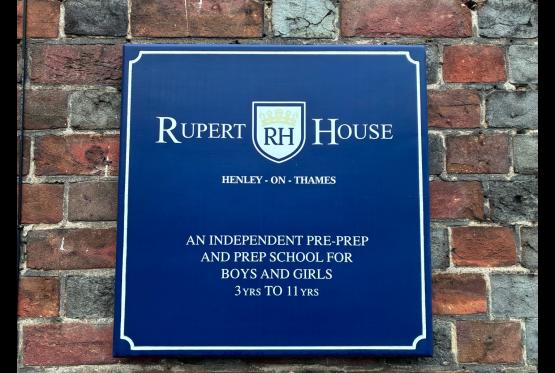 RUPERT RH HOUSE
HENLEY - ON - THAMES
AN INDEPENDENT PRE-PREP
AND PREP SCHOOL FOR
BOYS AND GIRLS
3YRS TO 11YRS